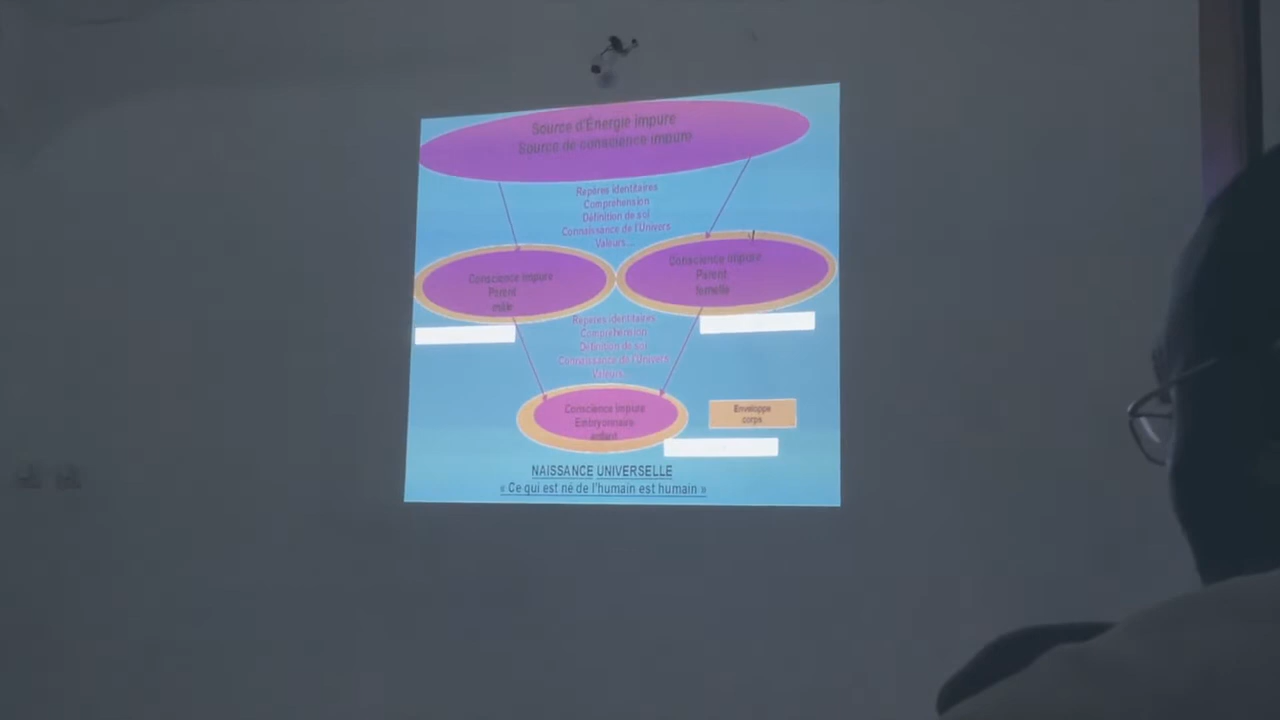 Source d'Énergie impure
Source de conscience impure
Repères identitaires
Compréhension
Définition de soi
Connaissance de l'Univers
Valeurs...
Conscience impure
Parent
mâle
Conscience impure
Parent
femelle
Repères identitaires
Compréhension
Définition de soi
Connaissance de l'Univers
Valeurs...
Conscience impure
Embryonnaire
enfant
Enveloppe
corps
NAISSANCE UNIVERSELLE
« Ce qui est né de l'humain est humain »